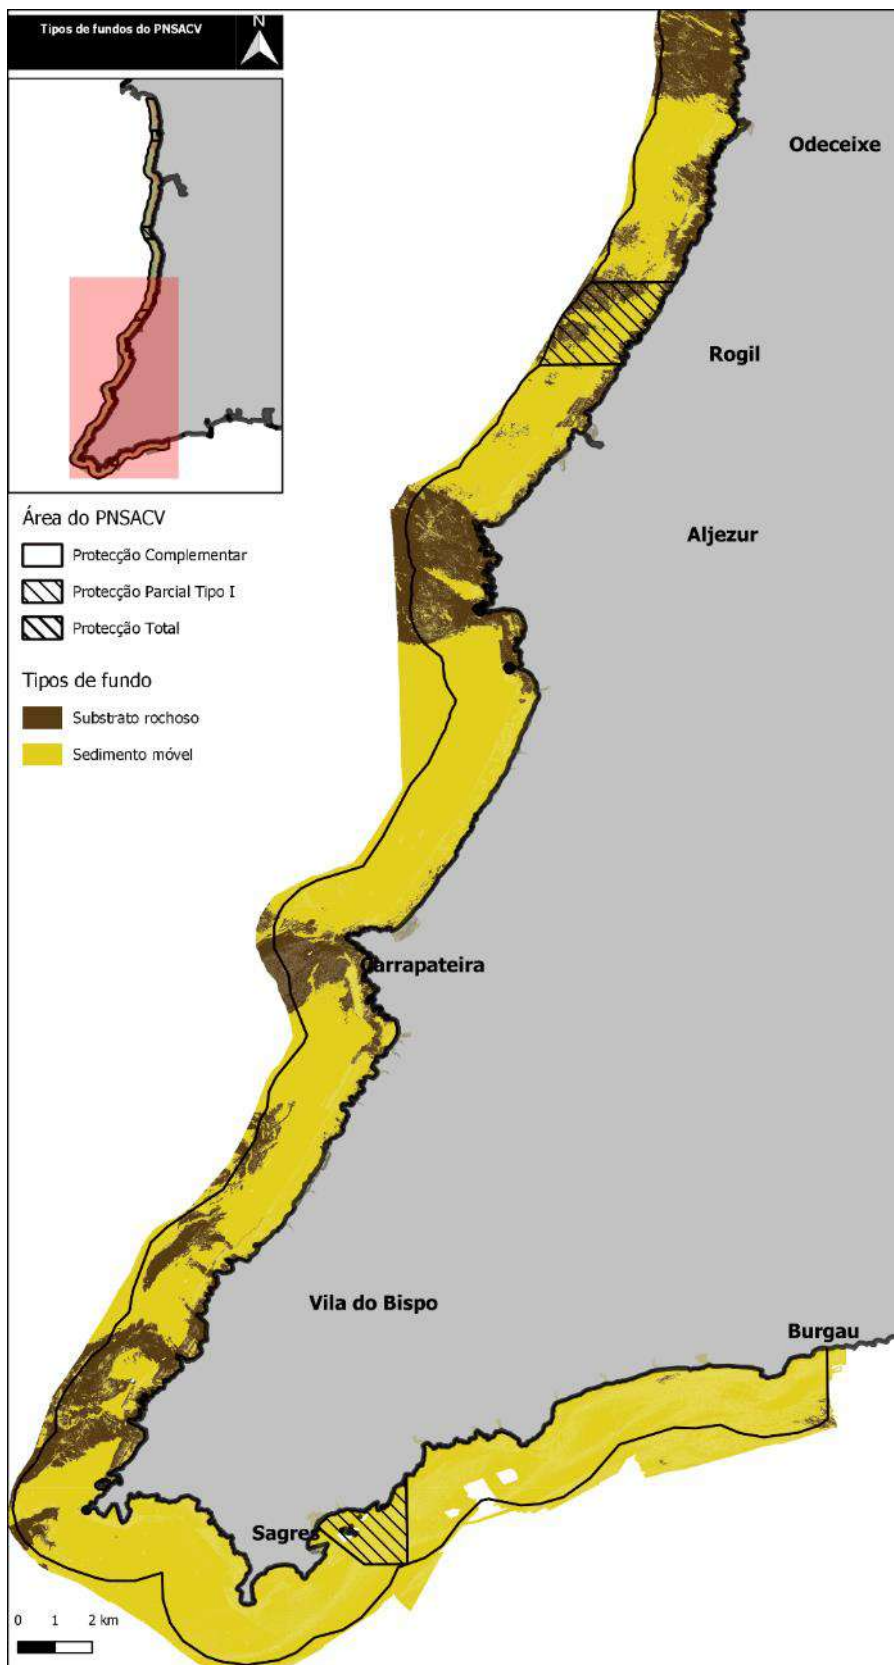 Tipos de fundos do PNSACV
N
Odeceixe
Rogil
Área do PNSACV
Protecção Complementar
Aljezur
Protecção Parcial Tipo I
Protecção Total
Tipos de fundo
Substrato rochoso
Sedimento móvel
Carrapateira
Vila do Bispo
Burgau
Sagres
0 1 2 km